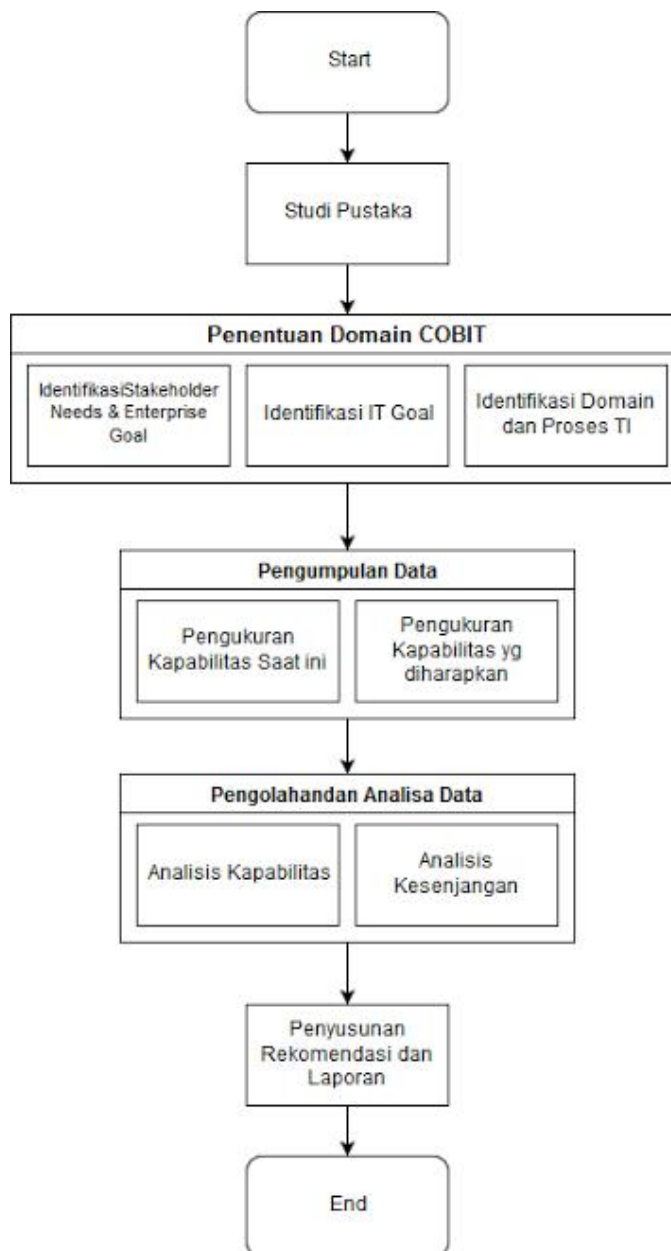 Start
Studi Pustaka
Penentuan Domain COBIT
IdentifikasiStakeholder
Needs & Enterprise
Goal
Identifikasi IT Goal
Identifikasi Domain
dan Proses TI
Pengumpulan Data
Pengukuran
Kapabilitas Saat ini
Pengukuran
Kapabilitas yg
diharapkan
Pengolahandan Analisa Data
Analisis Kapabilitas
Analisis
Kesenjangan
Penyusunan
Rekomendasi dan
Laporan
End